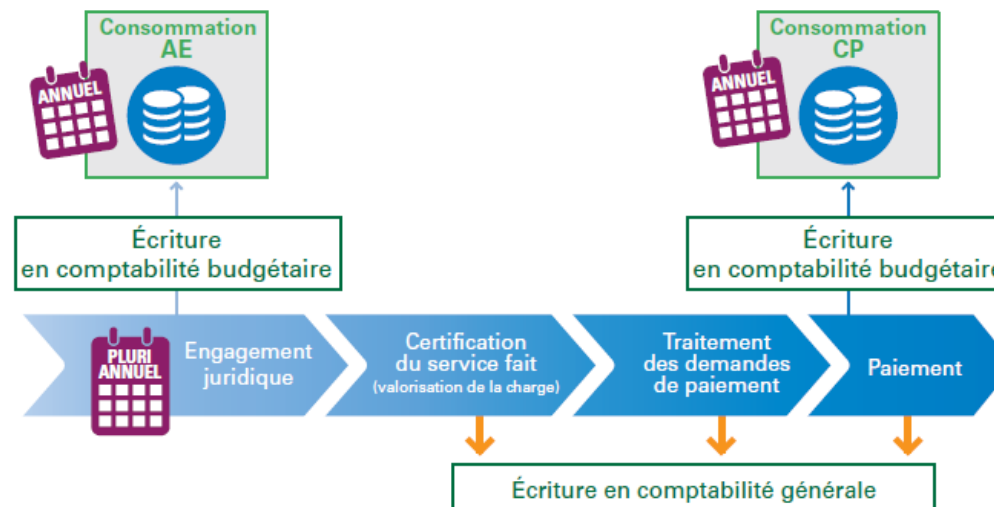 Consommation
AE
ANNUEL
Consommation
CP
ANNUEL
Écriture
en comptabilité budgétaire
Écriture
en comptabilité budgétaire
PLURI
ANNUEL
Engagement
juridique
Certification
du service fait
(valorisation de la charge)
Traitement
des demandes
de paiement
Paiement
Écriture en comptabilité générale